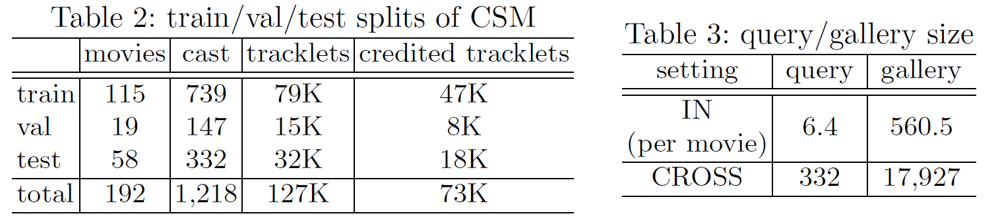 Table 2: train/val/test splits of CSM
movies cast tracklets credited tracklets
train 115 739 79K 47K
val 19 147 15K 8K
test 58 332 32K 18K
total 192 1,218 127K 73K
Table 3: query/gallery size
setting query gallery
IN
(per movie) 6.4 560.5
CROSS 332 17,927